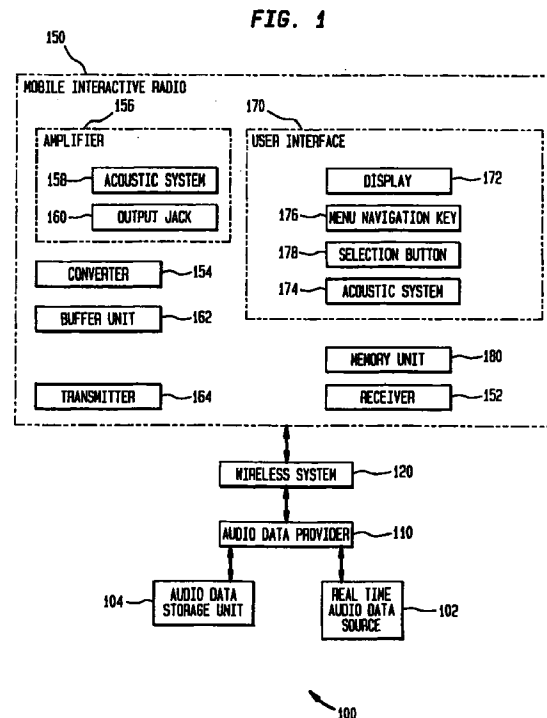 FIG. 1
150
MOBILE INTERACTIVE RADIO
156
170
AMPLIFIER
USER INTERFACE
158 ACOUSTIC SYSTEM
DISPLAY 172
160 OUTPUT JACK
176 MENU NAVIGATION KEY
178 SELECTION BUTTON
CONVERTER 154
174 ACOUSTIC SYSTEM
BUFFER UNIT 162
MEMORY UNIT 180
TRANSMITTER 164
RECEIVER 152
WIRELESS SYSTEM 120
AUDIO DATA PROVIDER 110
104 AUDIO DATA
STORAGE UNIT
REAL TIME
AUDIO DATA
SOURCE 102
100